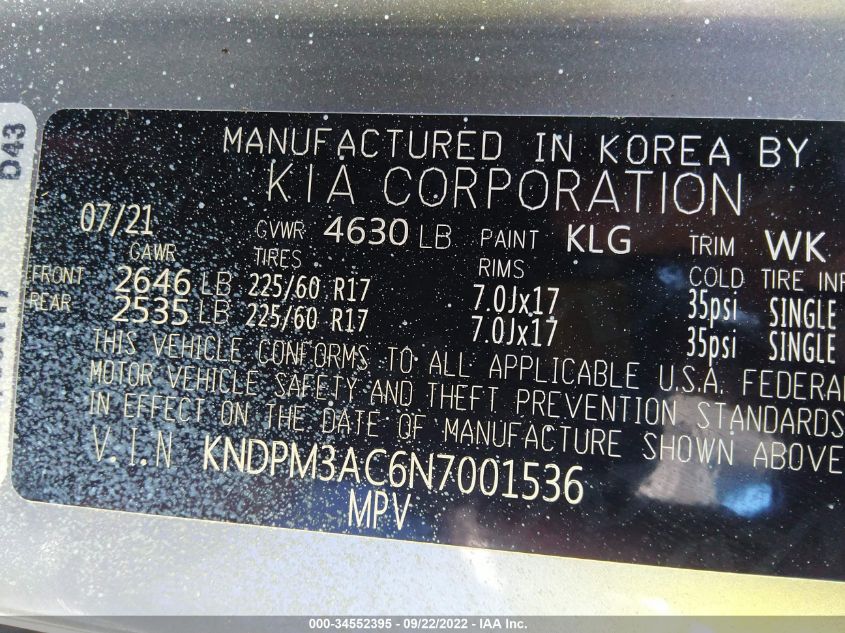 D43
MANUFACTURED IN KOREA BY
KIA CORPORATION
07/21 GVWR 4630 LB PAINT KLG TRIM WK
GAWR TIRES RIMS COLD TIRE INF
FRONT 2646 LB 225/60 R17 7.0Jx17 35psi SINGLE
REAR 2535 LB 225/60 R17 7.0Jx17 35psi SINGLE
THIS VEHICLE CONFORMS TO ALL APPLICABLE U.S.A. FEDERAL
MOTOR VEHICLE SAFETY AND THEFT PREVENTION STANDARDS
IN EFFECT ON THE DATE OF MANUFACTURE SHOWN ABOVE
V.I.N KNDPM3AC6N7001536
MPV
000-34552395 - 09/22/2022 - IAA Inc.